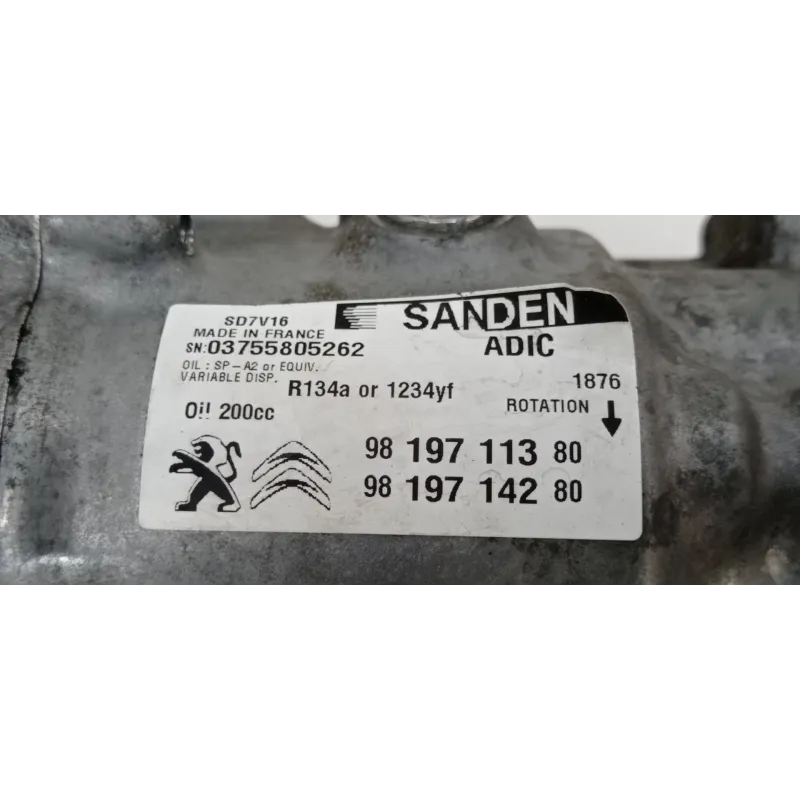 SD7V16
MADE IN FRANCE
SANDEN
SN:03755805262
ADIC
OIL : SP-A2 or EQUIV.
VARIABLE DISP.
R134a or 1234yf
1876
Oil 200cc
ROTATION
98 197 113 80
98 197 142 80